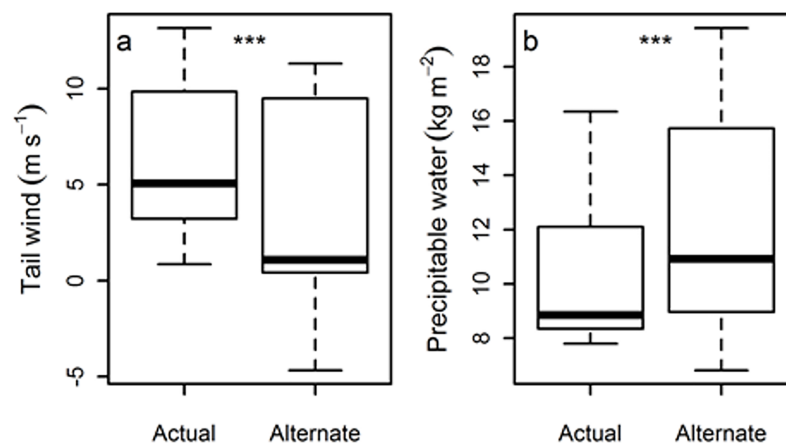 a
***
Tail wind (m s⁻¹)
10
5
0
-5
Actual Alternate
b
***
Precipitable water (kg m⁻²)
18
16
14
12
10
8
Actual Alternate